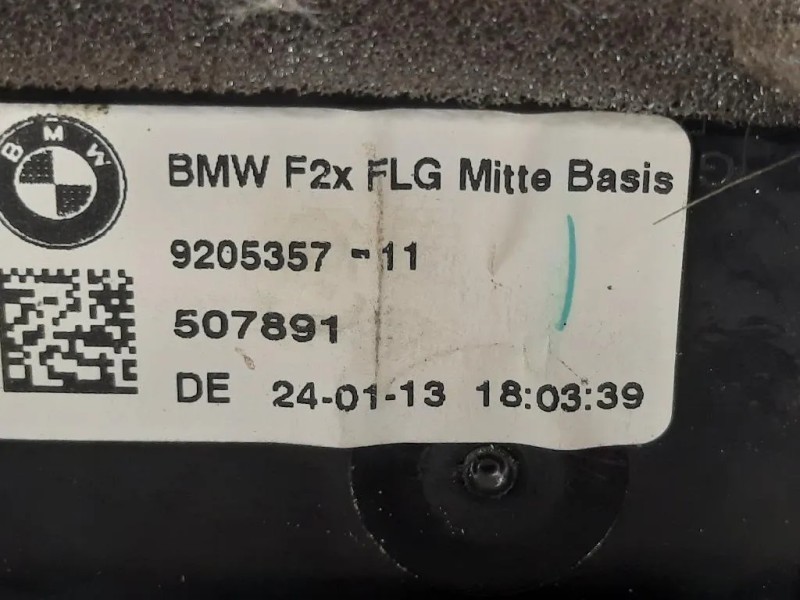 BMW
BMW F2x FLG Mitte Basis
9205357 - 11
507891
DE 24-01-13 18:03:39